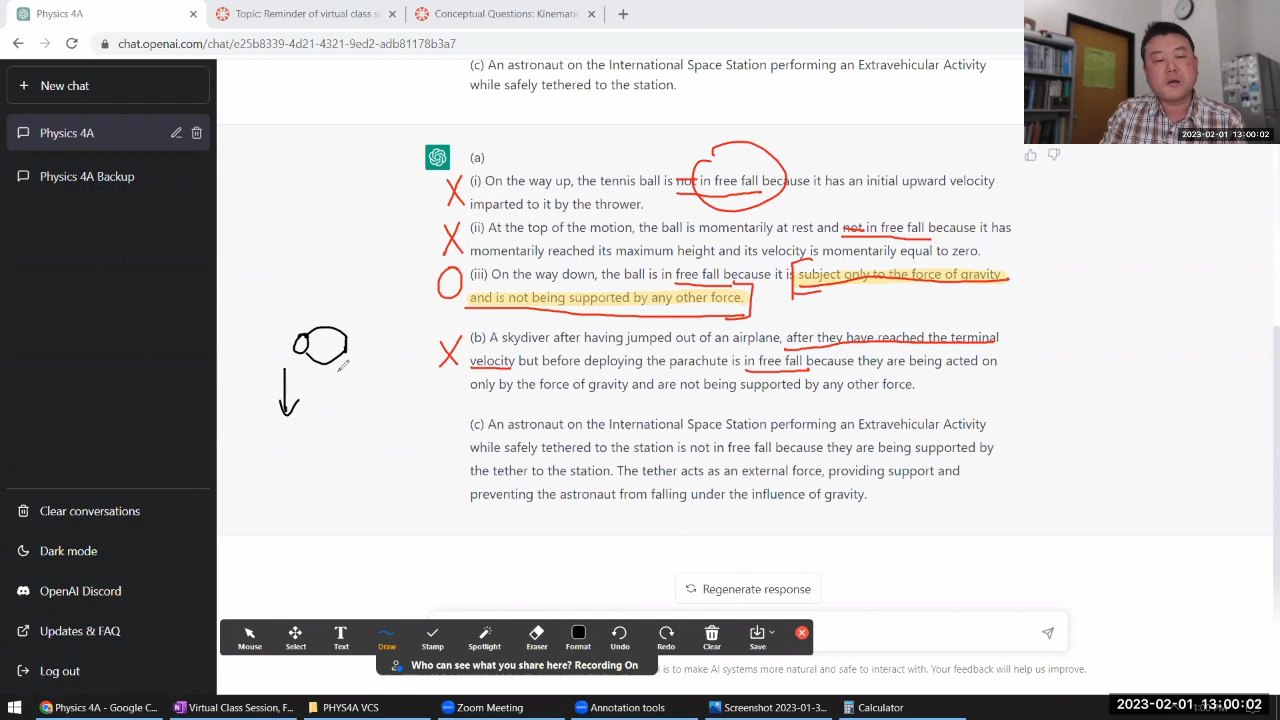 Physics 4A
Topic: Reminder of virtual class se
Conceptual Questions: Kinemati
chat.openai.com/chat/e25b8339-4d21-4321-9ed2-adb81178b3a7
New chat
Physics 4A
Physics 4A Backup
Clear conversations
Dark mode
OpenAI Discord
Updates & FAQ
Log out
(c) An astronaut on the International Space Station performing an Extravehicular Activity
while safely tethered to the station.
(a)
(i) On the way up, the tennis ball is not in free fall because it has an initial upward velocity
imparted to it by the thrower.
(ii) At the top of the motion, the ball is momentarily at rest and not in free fall because it has
momentarily reached its maximum height and its velocity is momentarily equal to zero.
(iii) On the way down, the ball is in free fall because it is subject only to the force of gravity
and is not being supported by any other force.
(b) A skydiver after having jumped out of an airplane, after they have reached the terminal
velocity but before deploying the parachute is in free fall because they are being acted on
only by the force of gravity and are not being supported by any other force.
(c) An astronaut on the International Space Station performing an Extravehicular Activity
while safely tethered to the station is not in free fall because they are being supported by
the tether to the station. The tether acts as an external force, providing support and
preventing the astronaut from falling under the influence of gravity.
X
X
O
X
Regenerate response
Mouse Select Text Draw Stamp Spotlight Eraser Format Undo Redo Clear Save
Who can see what you share here? Recording On
l is to make AI systems more natural and safe to interact with. Your feedback will help us improve.
2023-02-01 13:00:02
Physics 4A - Google C...
Virtual Class Session, F...
PHYS4A VCS
Zoom Meeting
Annotation tools
Screenshot 2023-01-3...
Calculator
2023-02-01 13:00:02